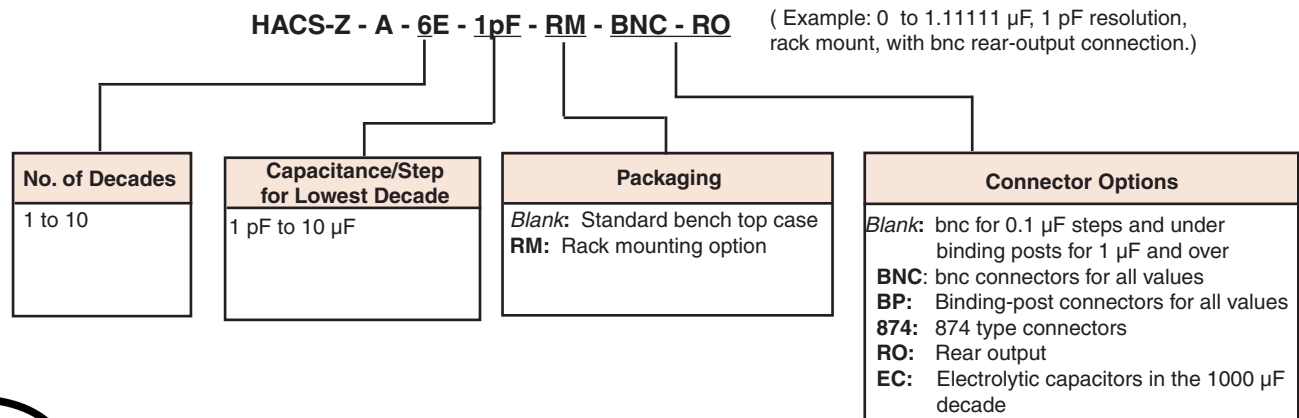 HACS-Z - A - 6E - 1pF - RM - BNC - RO
( Example: 0 to 1.11111 µF, 1 pF resolution,
rack mount, with bnc rear-output connection.)
No. of Decades
1 to 10
Capacitance/Step
for Lowest Decade
1 pF to 10 µF
Packaging
Blank: Standard bench top case
RM: Rack mounting option
Connector Options
Blank: bnc for 0.1 µF steps and under
binding posts for 1 µF and over
BNC: bnc connectors for all values
BP: Binding-post connectors for all values
874: 874 type connectors
RO: Rear output
EC: Electrolytic capacitors in the 1000 µF
decade